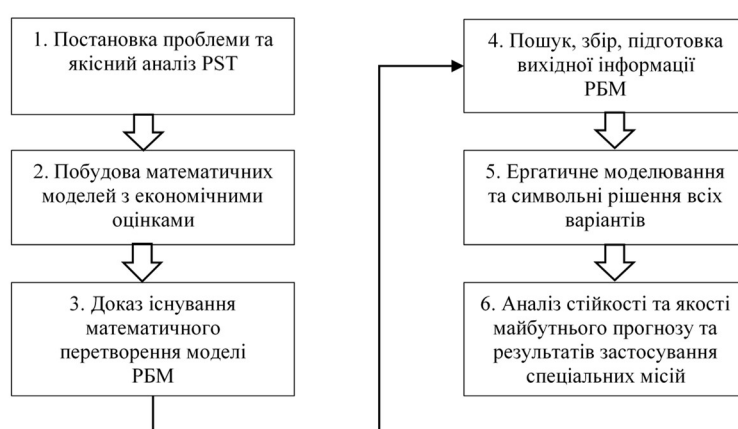 1. Постановка проблеми та
якісний аналіз PST
2. Побудова математичних
моделей з економічними
оцінками
3. Доказ існування
математичного
перетворення моделі
РБМ
4. Пошук, збір, підготовка
вихідної інформації
РБМ
5. Ергатичне моделювання
та символьні рішення всіх
варіантів
6. Аналіз стійкості та якості
майбутнього прогнозу та
результатів застосування
спеціальних місій